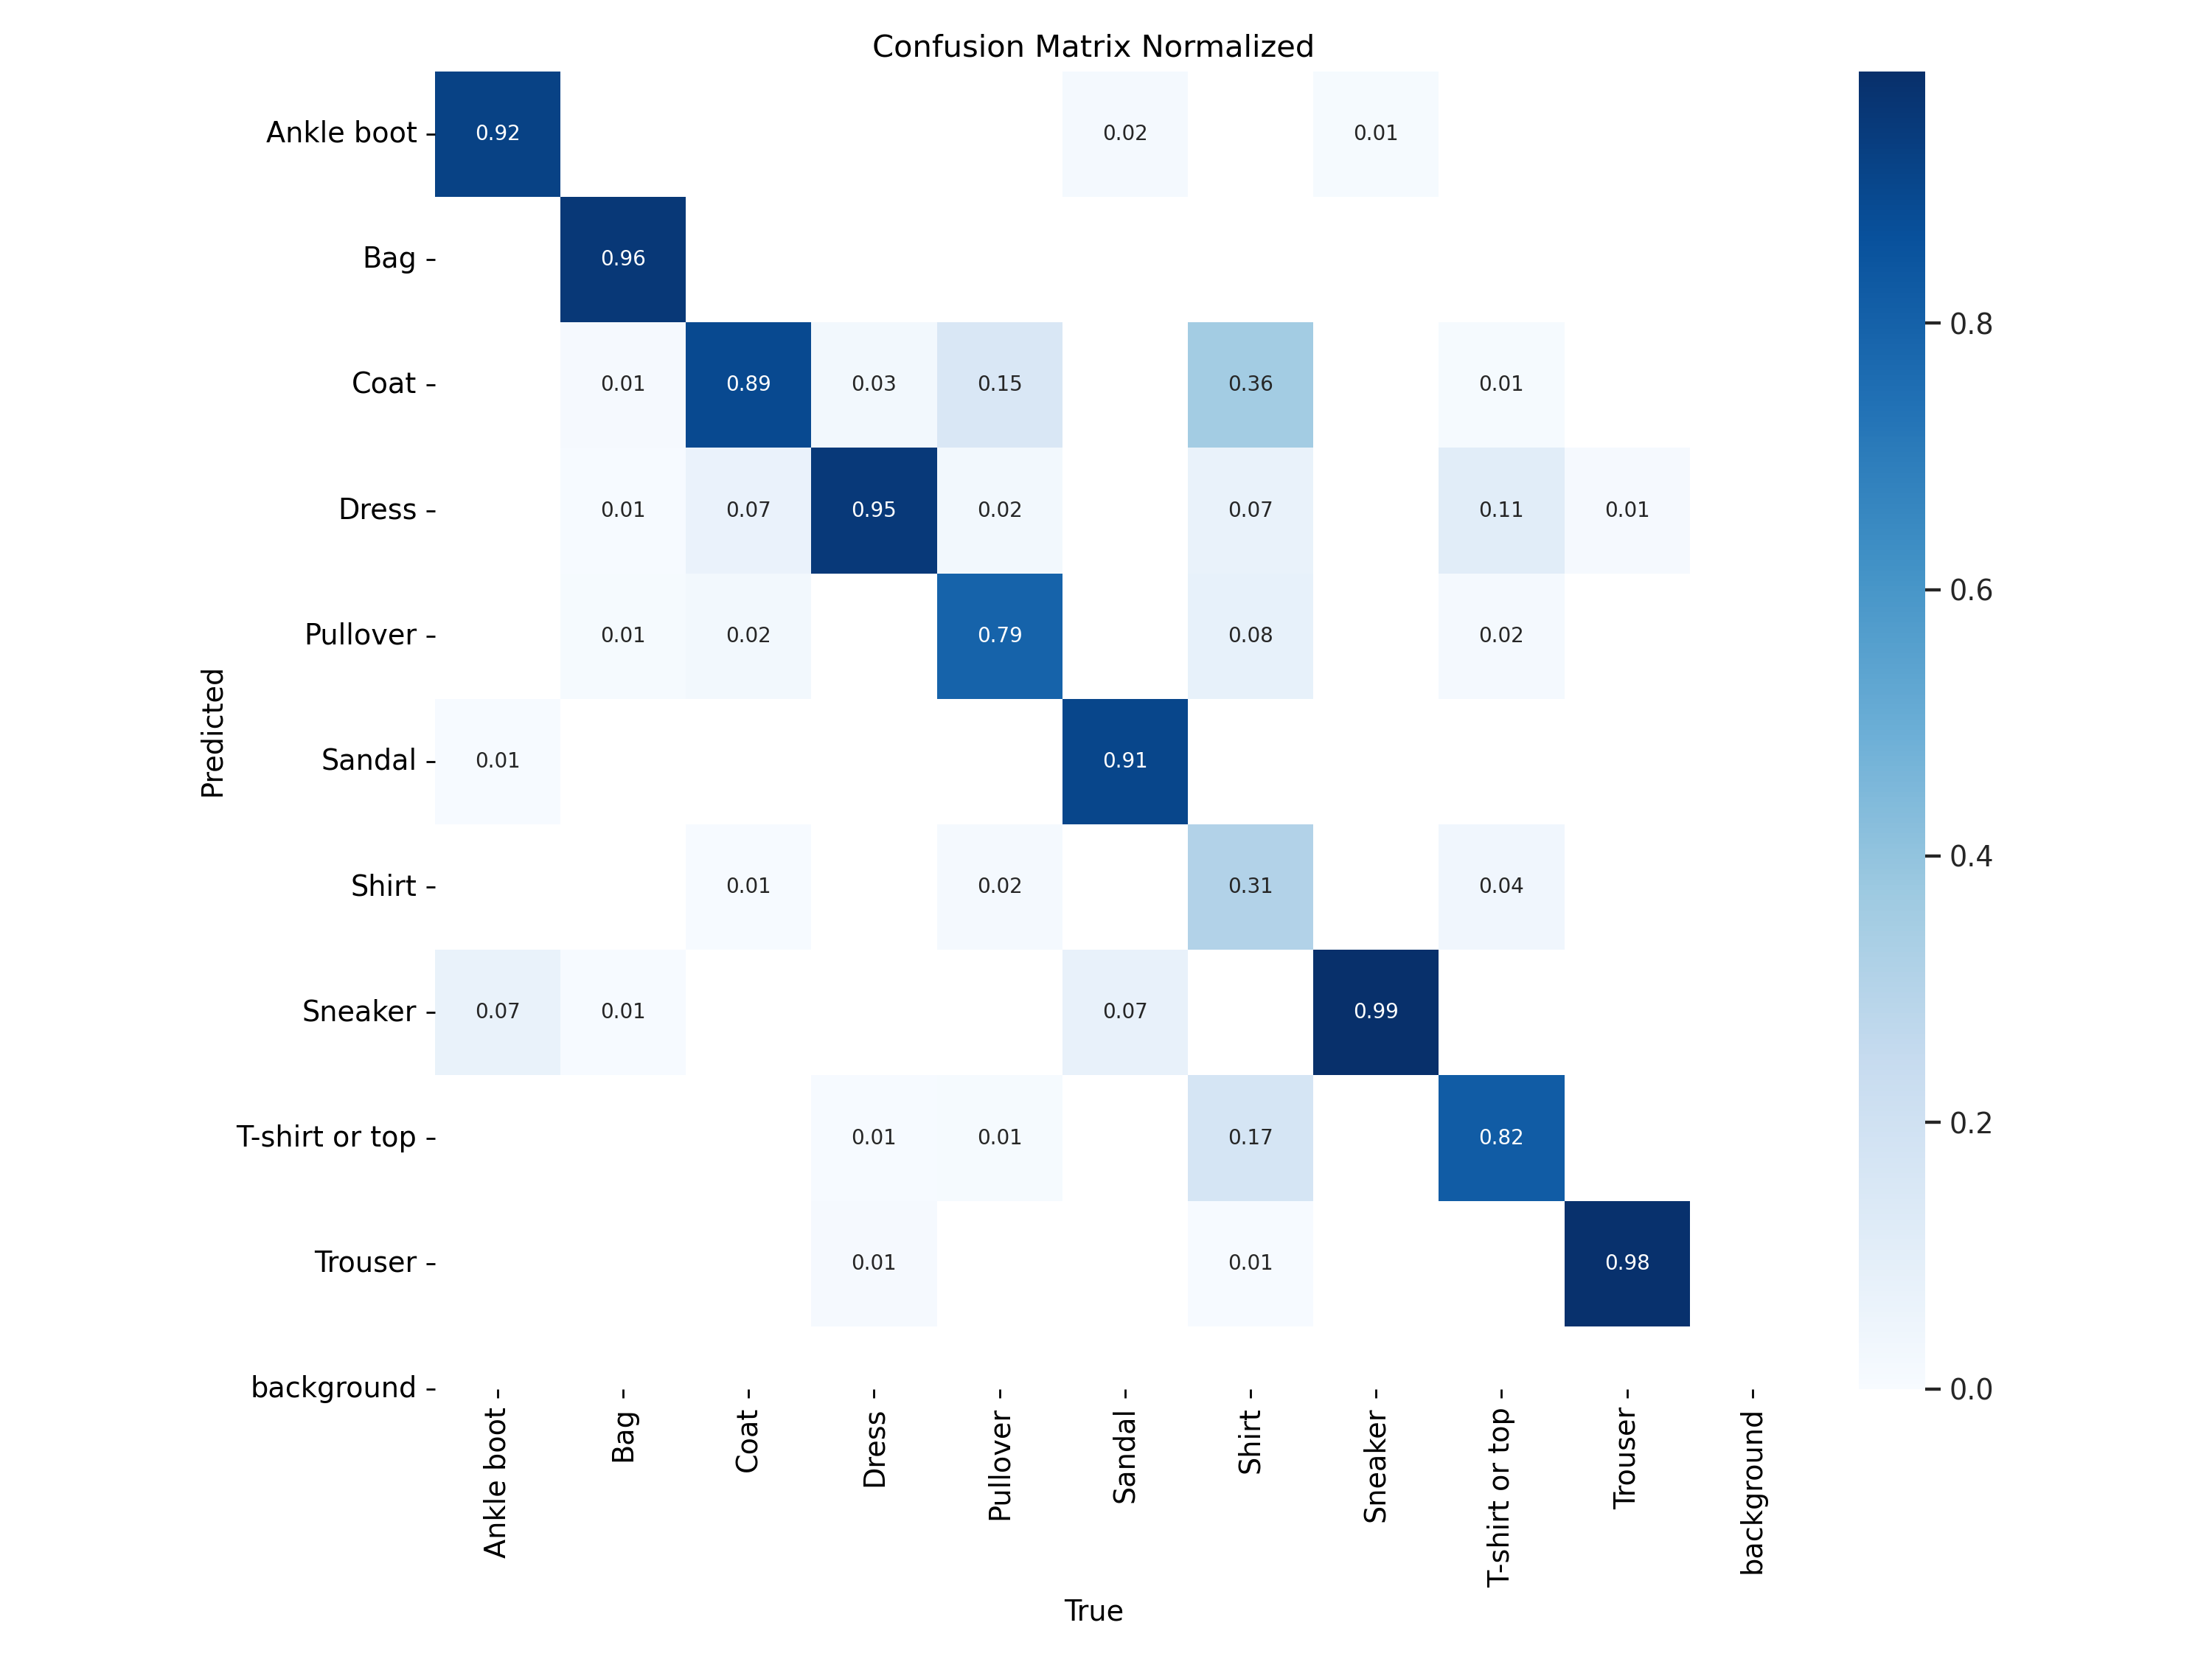 Confusion Matrix Normalized
Ankle boot 0.92 0.02 0.01
Bag 0.96
Coat 0.01 0.89 0.03 0.15 0.36 0.01
Dress 0.01 0.07 0.95 0.02 0.07 0.11 0.01
Pullover 0.01 0.02 0.79 0.08 0.02
Sandal 0.01 0.91
Shirt 0.01 0.02 0.31 0.04
Sneaker 0.07 0.01 0.07 0.99
T-shirt or top 0.01 0.01 0.17 0.82
Trouser 0.01 0.01 0.98
background
Predicted
Ankle boot
Bag
Coat
Dress
Pullover
Sandal
Shirt
Sneaker
T-shirt or top
Trouser
background
True
0.8
0.6
0.4
0.2
0.0